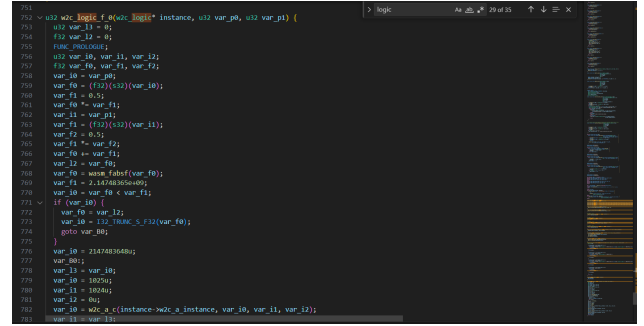 logic
29 of 35
751
752 u32 w2c_logic_f_0(w2c_logic* instance, u32 var_p0, u32 var_p1) {
753 u32 var_l3 = 0;
754 f32 var_l2 = 0;
755 FUNC_PROLOGUE;
756 u32 var_i0, var_i1, var_i2;
757 f32 var_f0, var_f1, var_f2;
758 var_i0 = var_p0;
759 var_f0 = (f32)(s32)(var_i0);
760 var_f1 = 0.5;
761 var_f0 *= var_f1;
762 var_i1 = var_p1;
763 var_f1 = (f32)(s32)(var_i1);
764 var_f2 = 0.5;
765 var_f1 *= var_f2;
766 var_f0 += var_f1;
767 var_l2 = var_f0;
768 var_f0 = wasm_fabsf(var_f0);
769 var_f1 = 2.14748365e+09;
770 var_i0 = var_f0 < var_f1;
771 if (var_i0) {
772 var_f0 = var_l2;
773 var_i0 = I32_TRUNC_S_F32(var_f0);
774 goto var_B0;
775 }
776 var_i0 = 2147483648u;
777 var_B0:;
778 var_l3 = var_i0;
779 var_i0 = 1025u;
780 var_i1 = 1024u;
781 var_i2 = 0u;
782 var_i0 = w2c_a_c(instance->w2c_a_instance, var_i0, var_i1, var_i2);
783 var_i1 = var_l3;